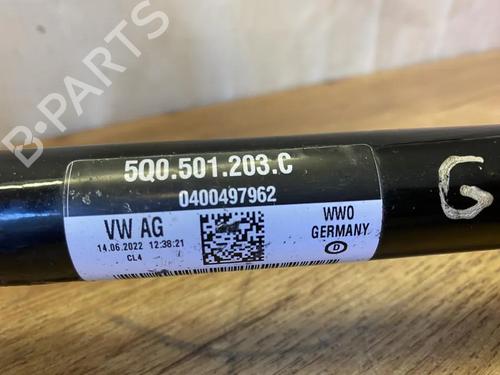 B-PARTS
5Q0.501.203.C
0400497962
VW AG
14.06.2022 12:38:21
CL4
WWO
GERMANY
D
G